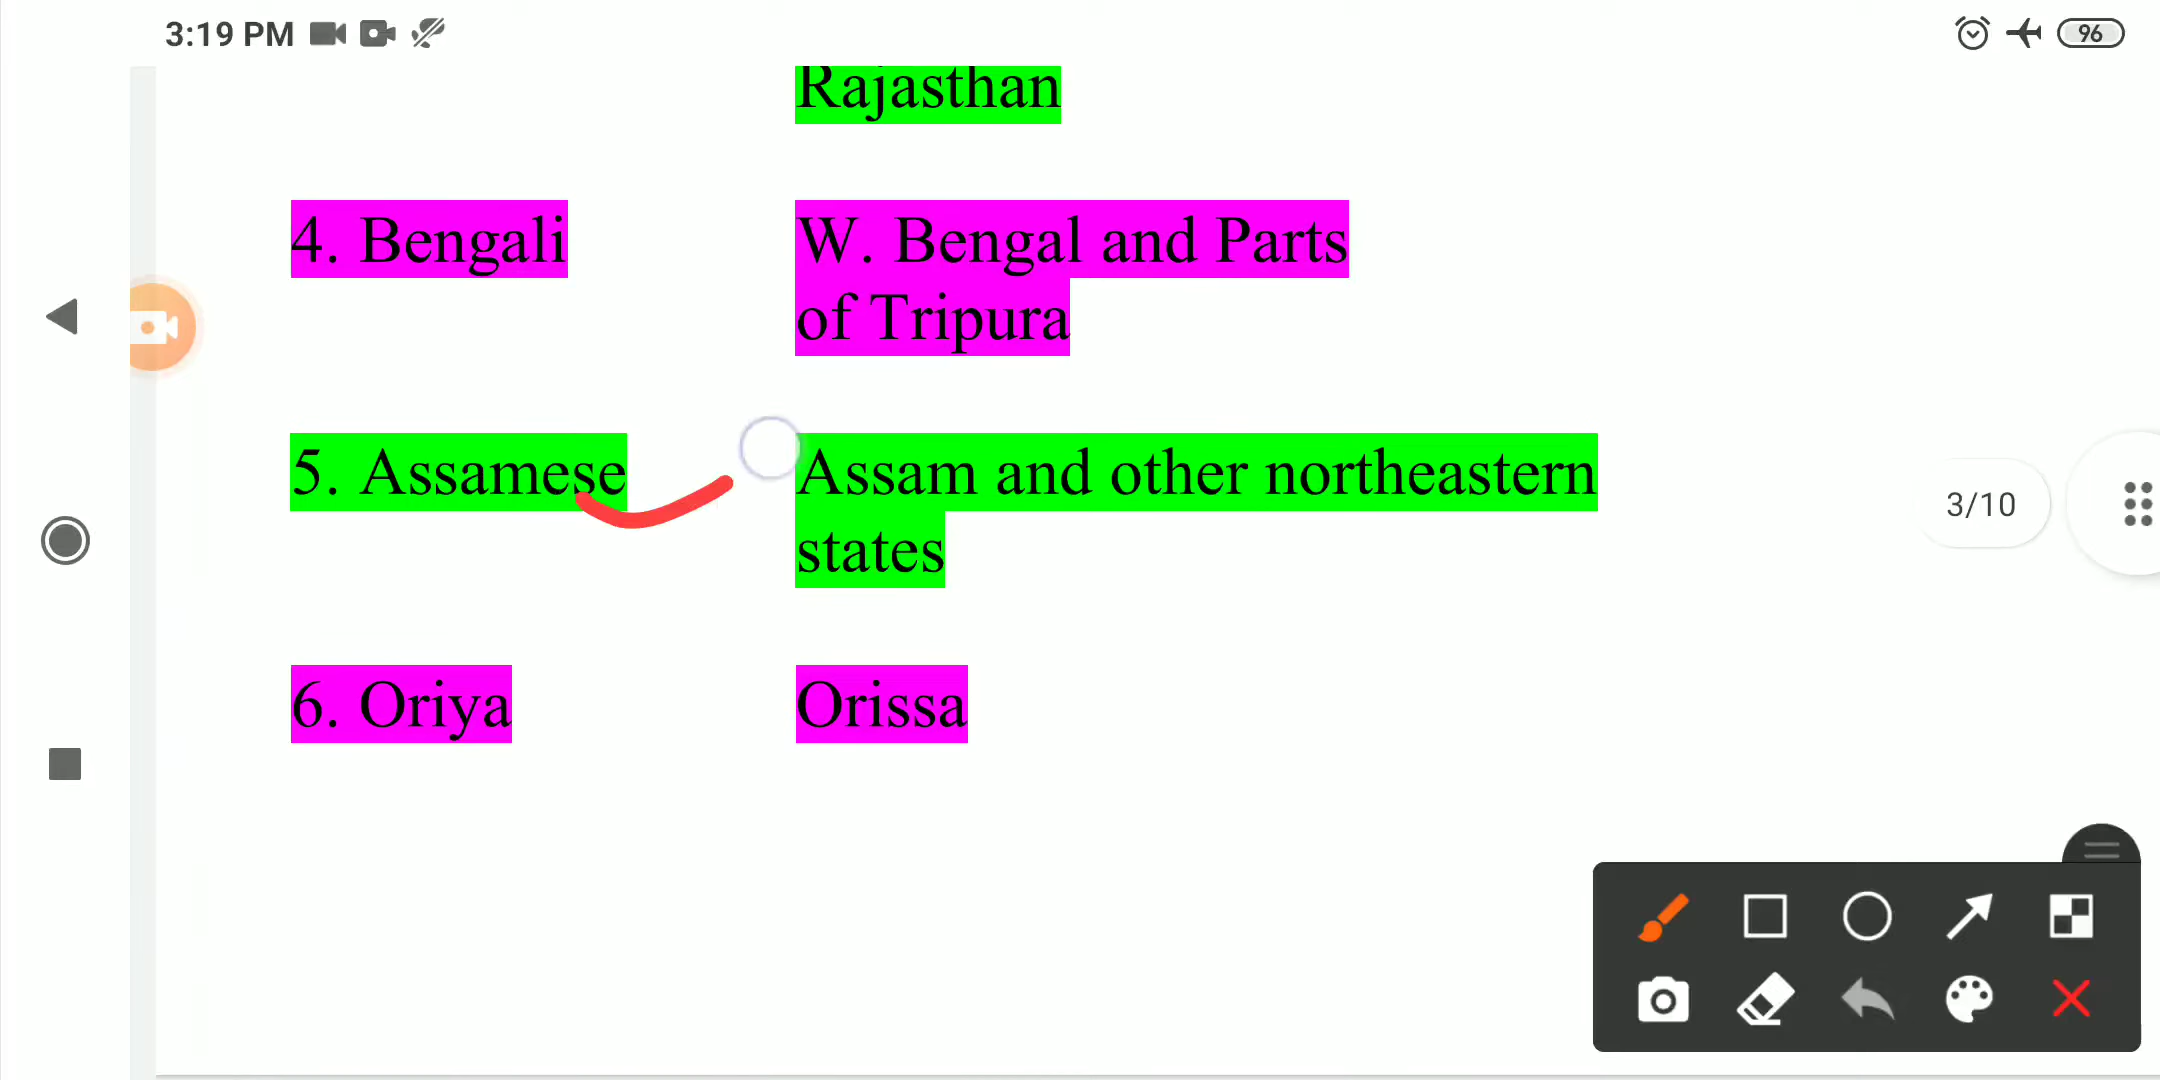 3:19 PM
96
Rajasthan
4. Bengali
W. Bengal and Parts
of Tripura
5. Assamese
Assam and other northeastern
states
3/10
6. Oriya
Orissa